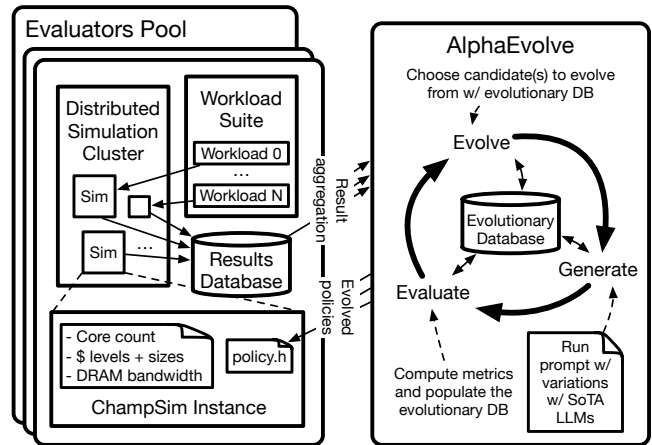 Evaluators Pool
Distributed
Simulation
Cluster
Workload
Suite
Workload 0
...
Workload N
Sim
Sim
...
Results
Database
- Core count
- $ levels + sizes
- DRAM bandwidth
policy.h
ChampSim Instance
Result
aggregation
Evolved
policies
AlphaEvolve
Choose candidate(s) to evolve
from w/ evolutionary DB
Evolve
Evolutionary
Database
Generate
Evaluate
Compute metrics
and populate the
evolutionary DB
Run
prompt w/
variations
w/ SoTA
LLMs